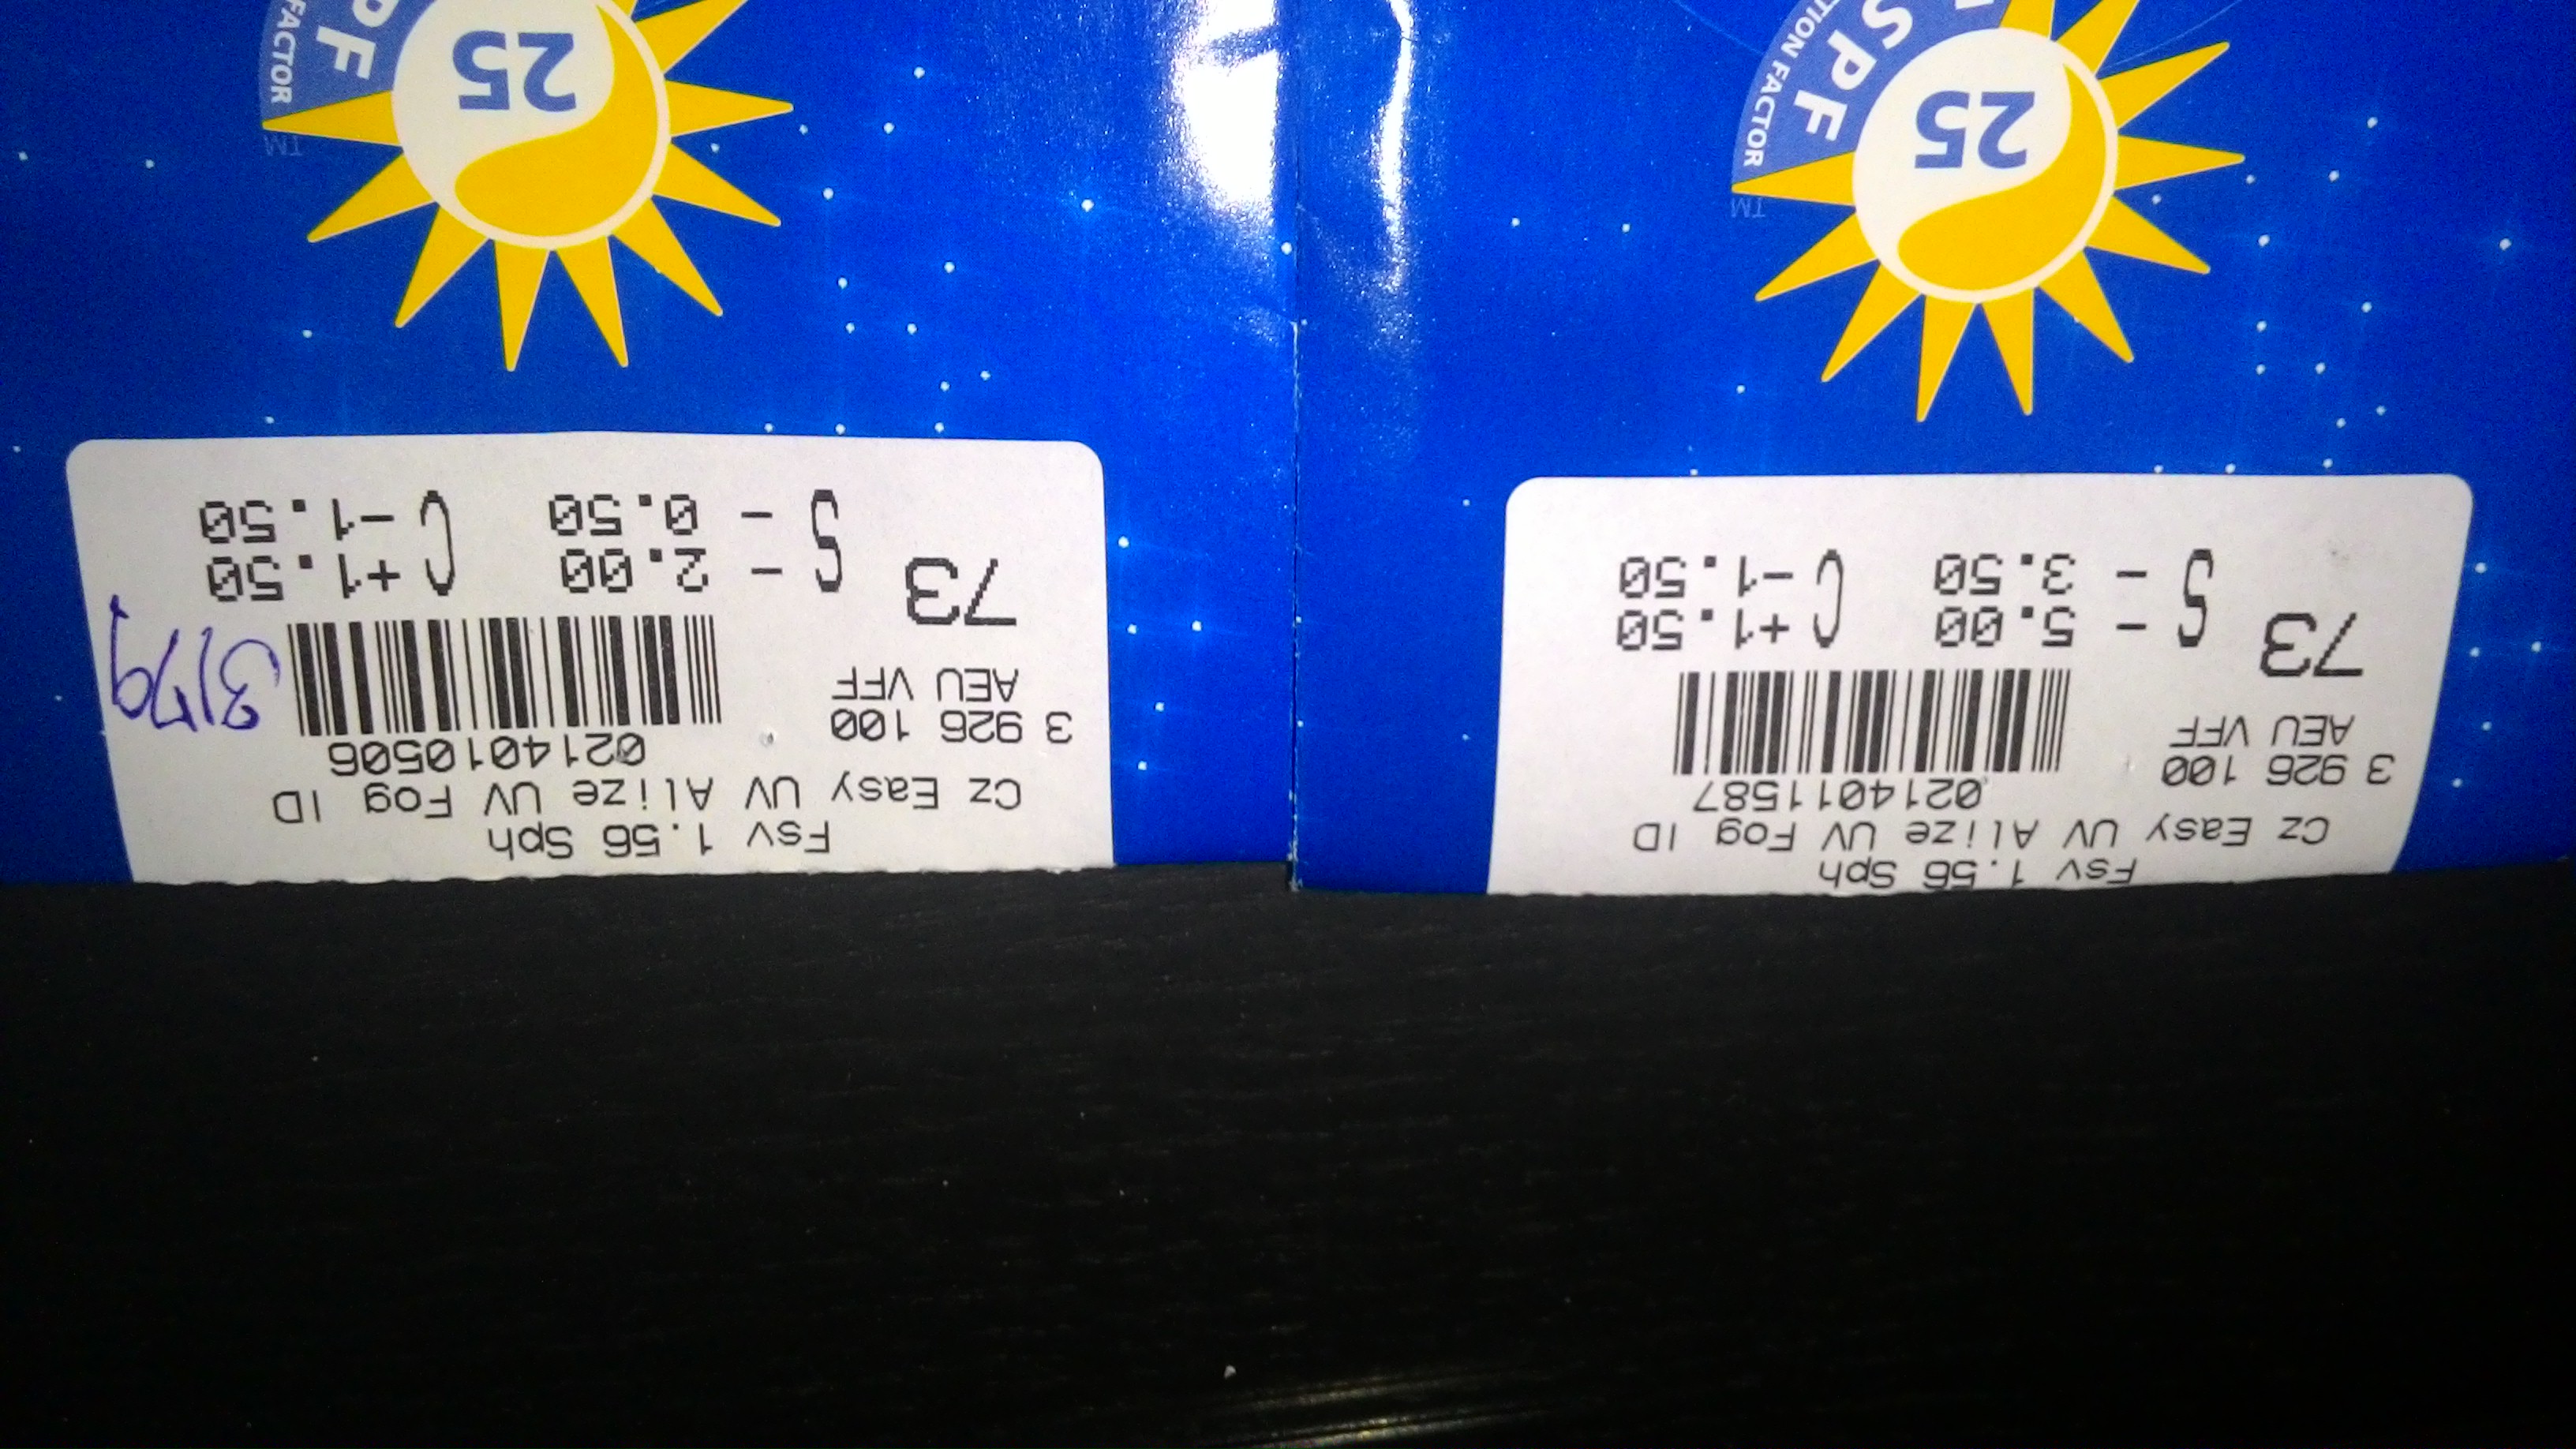 Fsv 1.56 Sph
Cz Easy UV Alize UV Fog ID
0214011587
3 926 100
AEU VFF
73
S - 5.00 C +1.50
S - 3.50 C -1.50
SPF
TION FACTOR
25
TM
Fsv 1.56 Sph
Cz Easy UV Alize UV Fog ID
0214010506
3 926 100
AEU VFF
3179
73
S - 2.00 C +1.50
S - 0.50 C -1.50
PF
FACTOR
25
TM